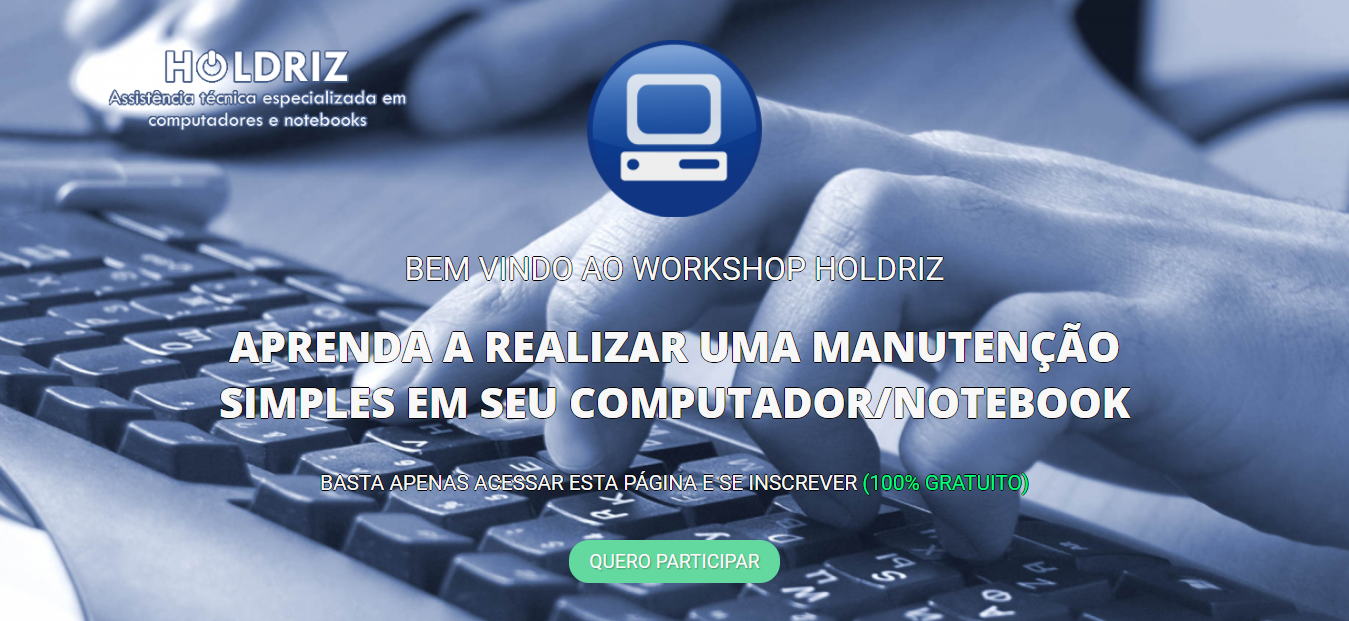 HOLDRIZ
Assistência técnica especializada em
computadores e notebooks
BEM VINDO AO WORKSHOP HOLDRIZ
APRENDA A REALIZAR UMA MANUTENÇÃO
SIMPLES EM SEU COMPUTADOR/NOTEBOOK
BASTA APENAS ACESSAR ESTA PÁGINA E SE INSCREVER (100% GRATUITO)
QUERO PARTICIPAR